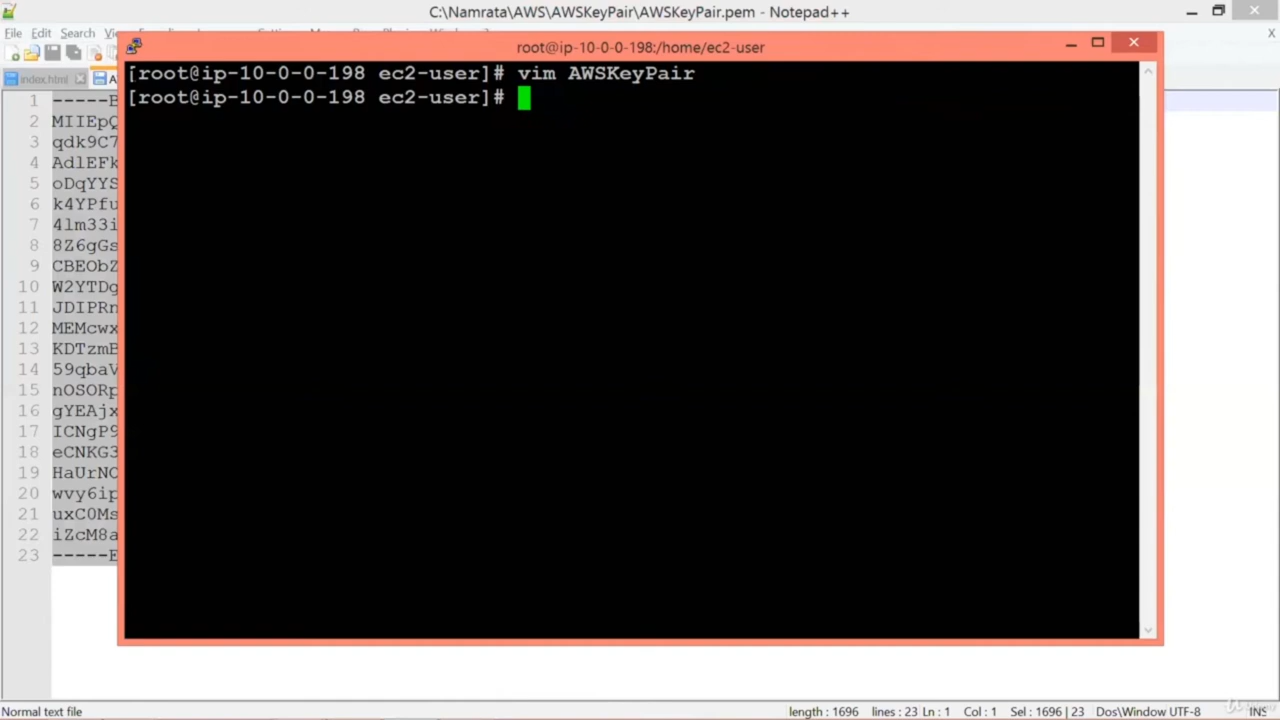 C:\Namrata\AWS\AWSKeyPair\AWSKeyPair.pem - Notepad++
File Edit Search
root@ip-10-0-0-198:/home/ec2-user
index.html
[root@ip-10-0-0-198 ec2-user]# vim AWSKeyPair
[root@ip-10-0-0-198 ec2-user]#
1 -----B
2 MIIEpQ
3 qdk9C7
4 AdlEFk
5 oDqYYS
6 k4YPfu
7 4lm33i
8 8Z6gGs
9 CBEObZ
10 W2YTDg
11 JDIPRn
12 MEMcwx
13 KDTzmB
14 59qbaV
15 nOSORp
16 gYEAjx
17 ICNgP9
18 eCNKG3
19 HaUrNO
20 wvy6ip
21 uxC0Ms
22 iZcM8a
23 -----E
Normal text file length : 1696 lines : 23 Ln : 1 Col : 1 Sel : 1696 | 23 Dos\Window UTF-8 INS